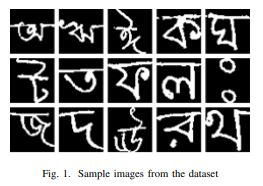 অ ঋ ঈ ক ঘ
ট ত ফ ল ঃ
জ দ ঊ র থ
Fig. 1. Sample images from the dataset